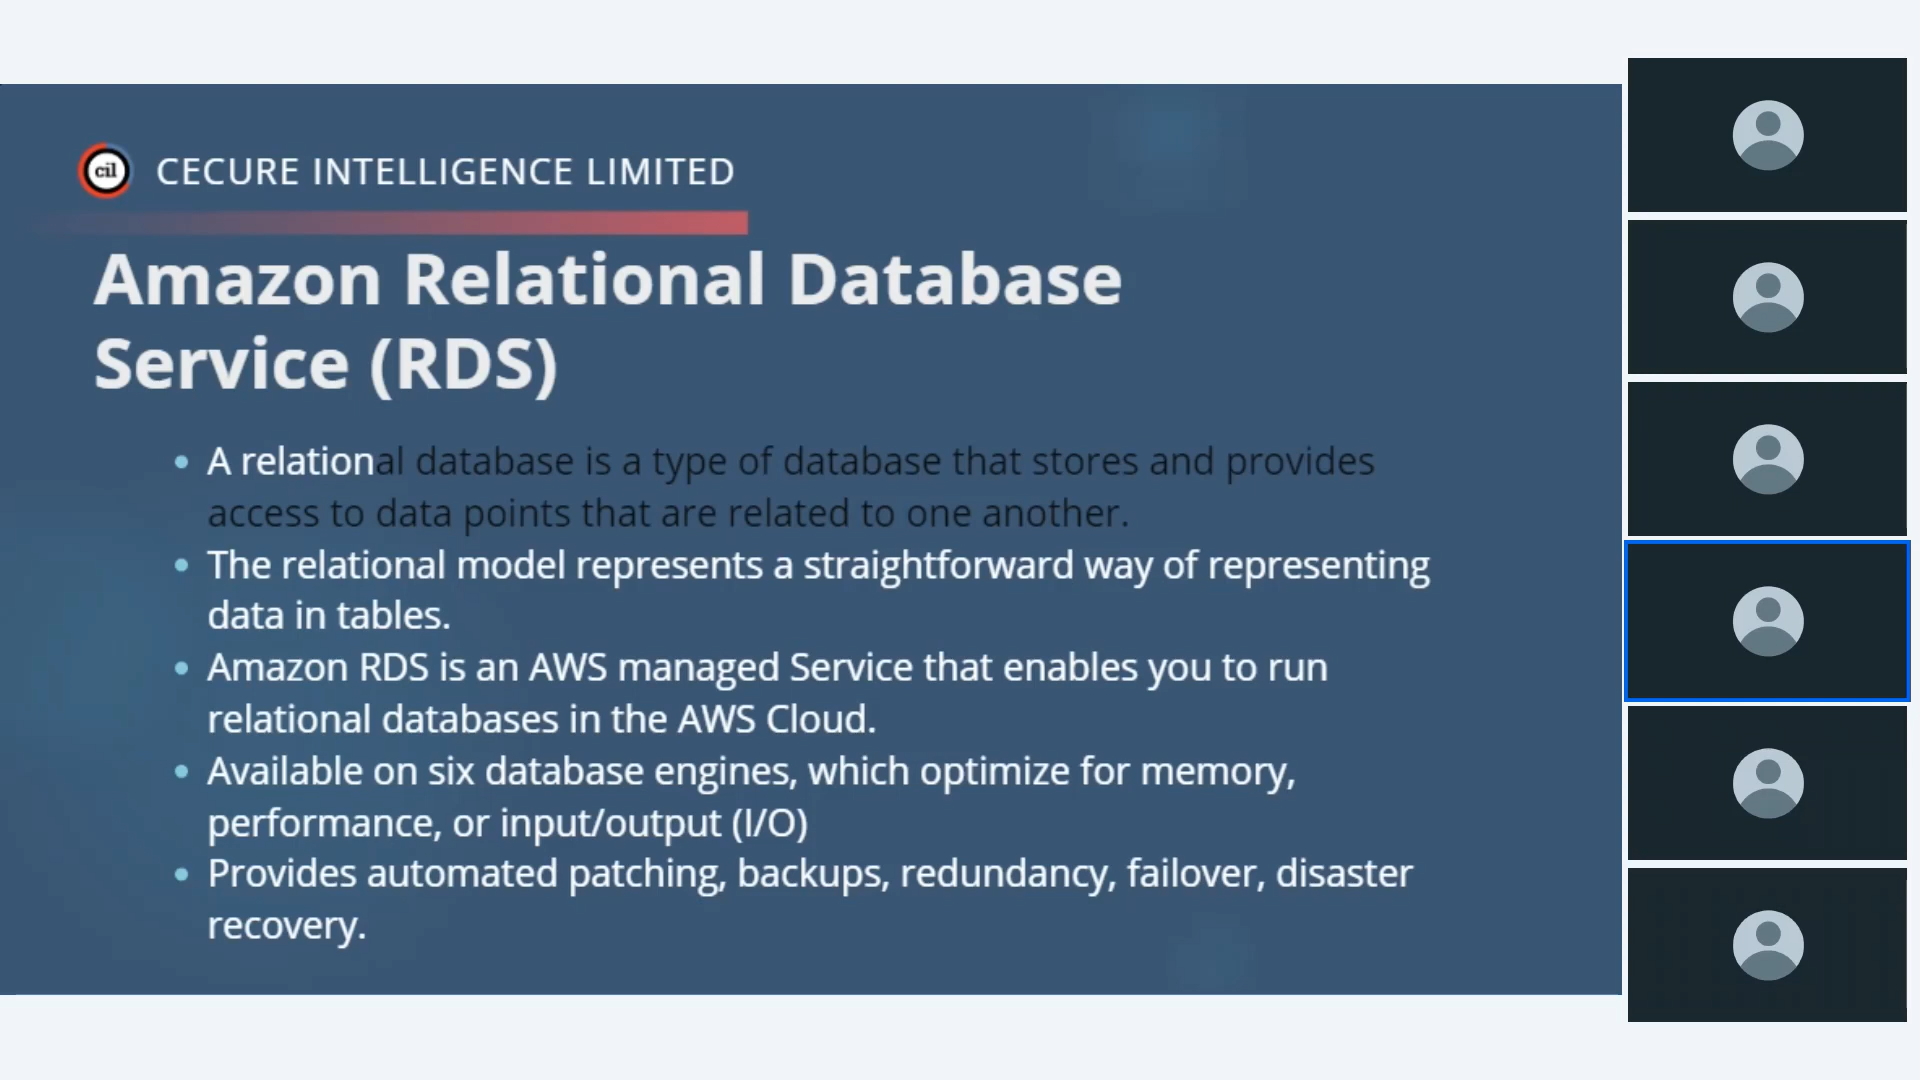 cil CECURE INTELLIGENCE LIMITED
Amazon Relational Database
Service (RDS)
• A relational database is a type of database that stores and provides
access to data points that are related to one another.
• The relational model represents a straightforward way of representing
data in tables.
• Amazon RDS is an AWS managed Service that enables you to run
relational databases in the AWS Cloud.
• Available on six database engines, which optimize for memory,
performance, or input/output (I/O)
• Provides automated patching, backups, redundancy, failover, disaster
recovery.